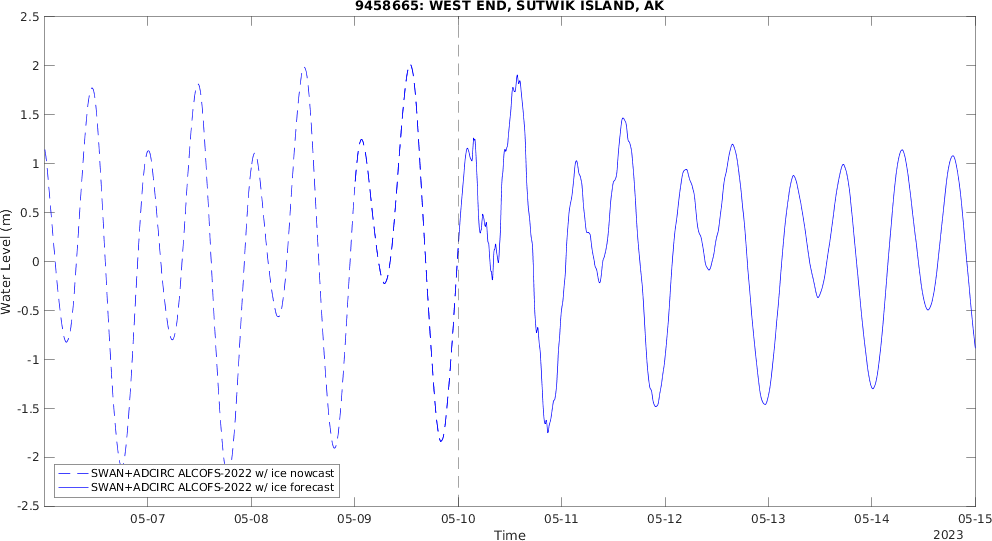 9458665: WEST END, SUTWIK ISLAND, AK
2.5
2
1.5
1
0.5
0
-0.5
-1
-1.5
-2
-2.5
Water Level (m)
SWAN+ADCIRC ALCOFS-2022 w/ ice nowcast
SWAN+ADCIRC ALCOFS-2022 w/ ice forecast
05-07 05-08 05-09 05-10 05-11 05-12 05-13 05-14 05-15
Time
2023